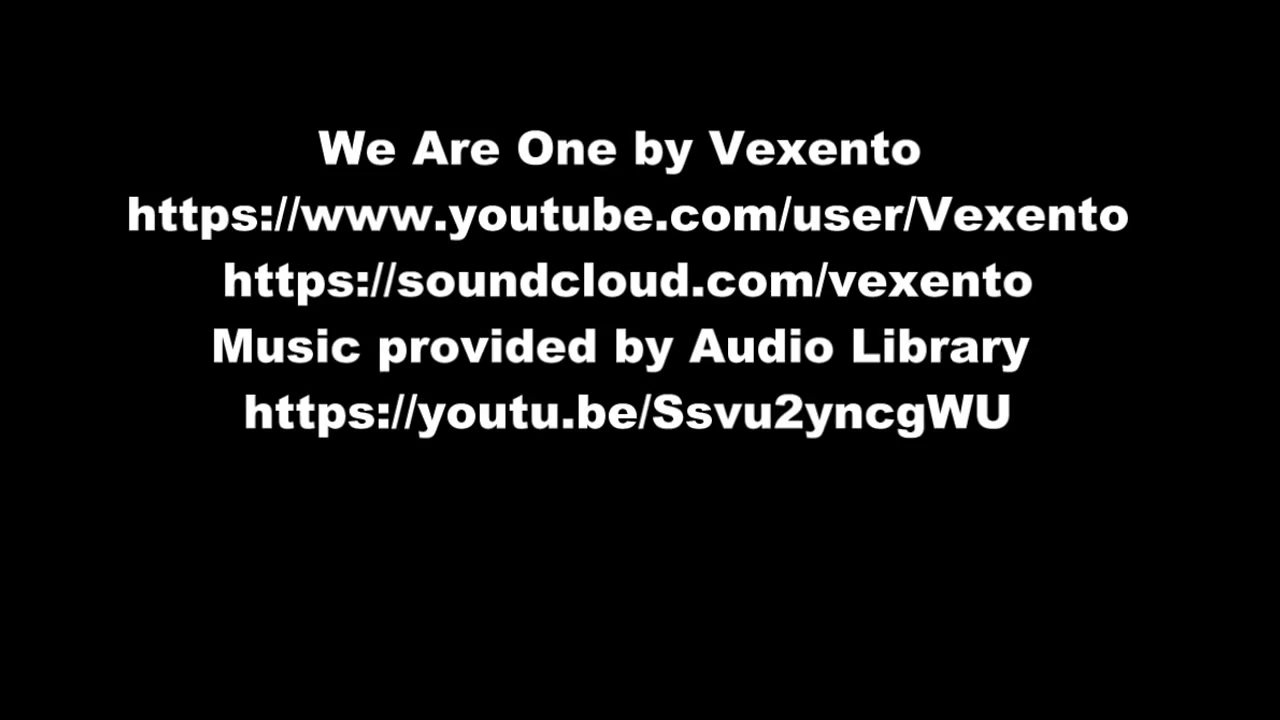 We Are One by Vexento
https://www.youtube.com/user/Vexento
https://soundcloud.com/vexento
Music provided by Audio Library
https://youtu.be/Ssvu2yncgWU